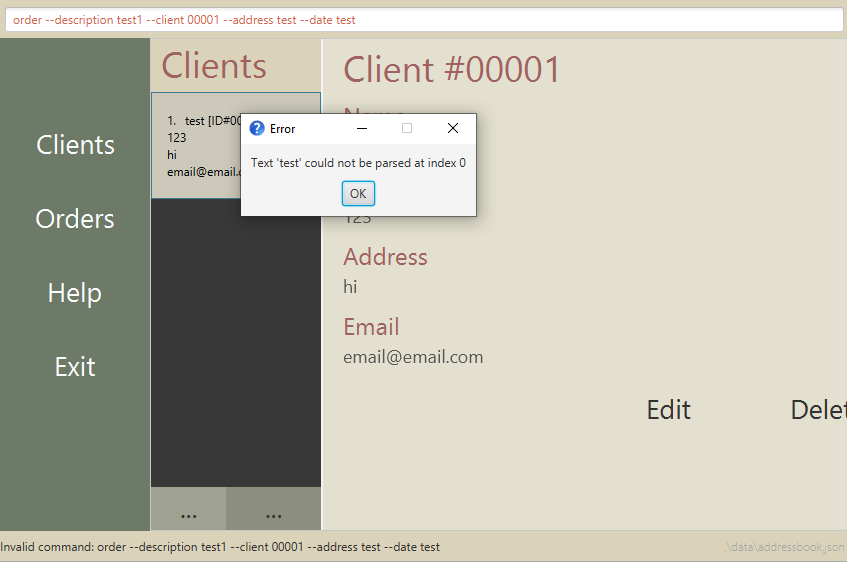 order --description test1 --client 00001 --address test --date test
Clients
Orders
Help
Exit
Clients
1. test [ID#00
123
hi
email@email.c
...
...
Client #00001
Name
123
Address
hi
Email
email@email.com
Edit
Delet
Error
Text 'test' could not be parsed at index 0
OK
Invalid command: order --description test1 --client 00001 --address test --date test
.\data\addressbook.json